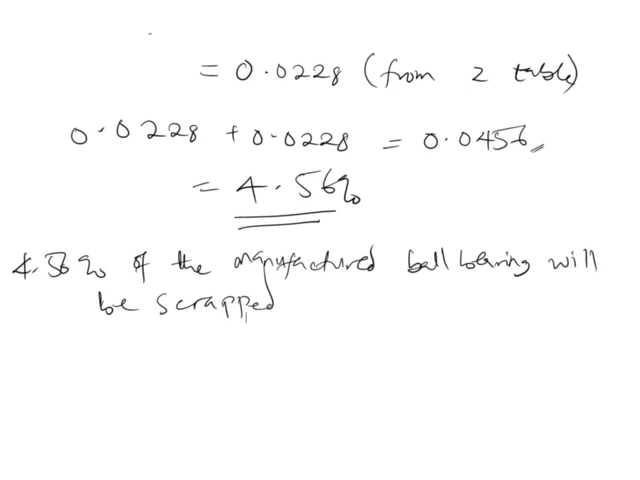 = 0.0228 (from z table)
0.0228 + 0.0228 = 0.0456
= 4.56%
4.56% of the manufactured ball bearing will
be scrapped